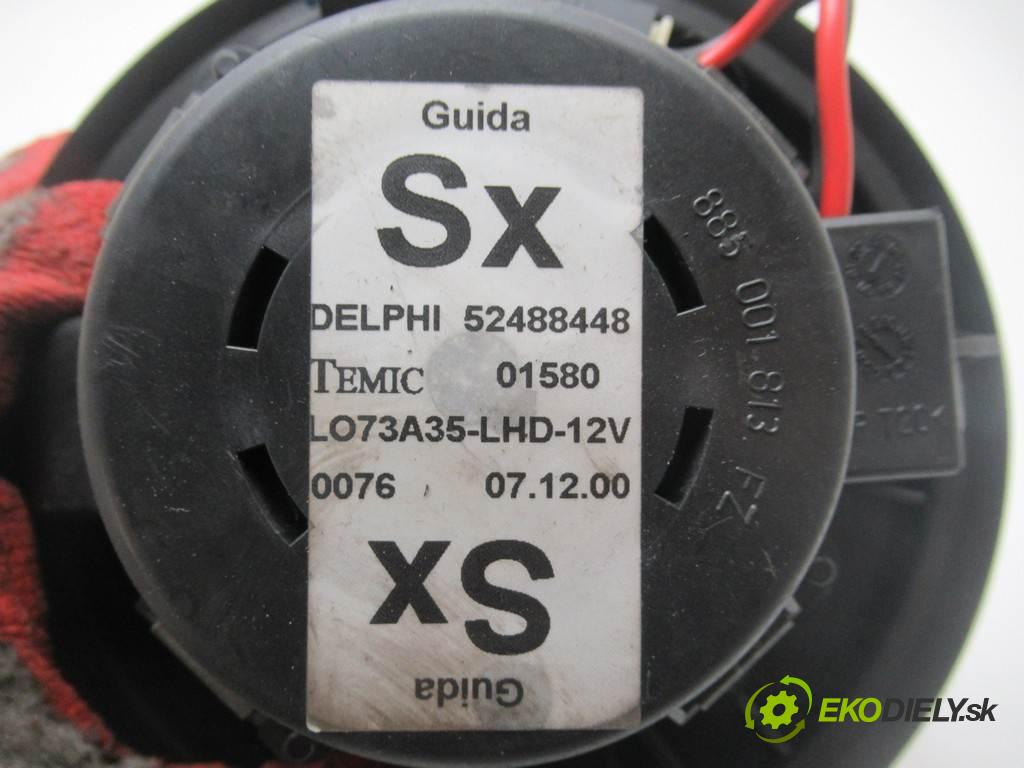 Guida
Sx
DELPHI 52488448
TEMIC 01580
LO73A35-LHD-12V
0076 07.12.00
Sx
Guida
885 001.813 FZ
EKODIELY.sk